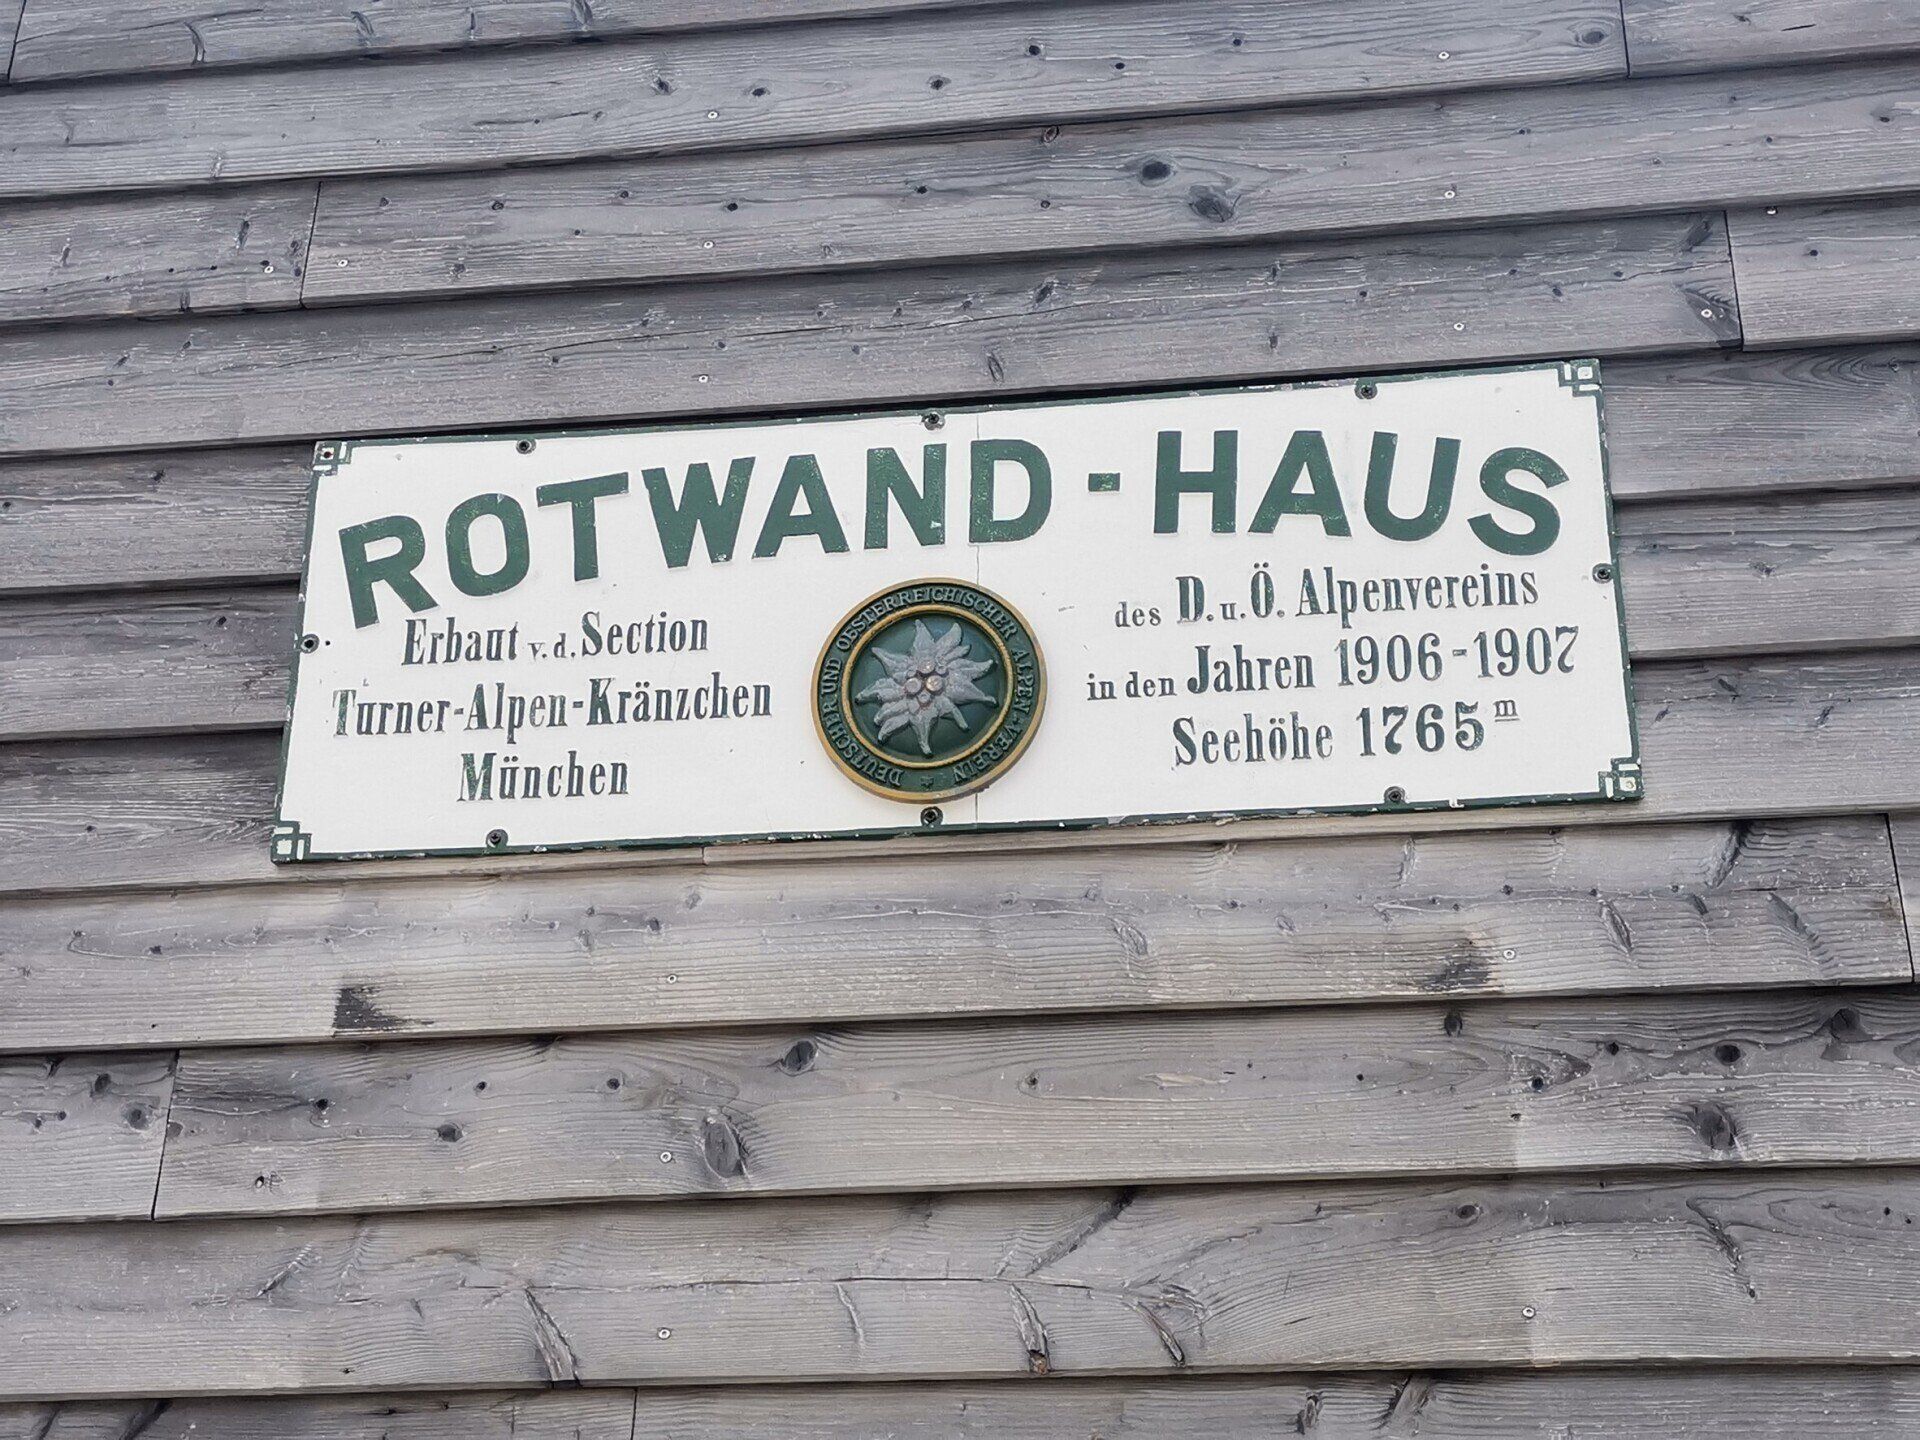 ROTWAND-HAUS
Erbaut v. d. Section
Turner-Alpen-Kränzchen
München
DEUTSCHER UND OESTERREICHISCHER ALPEN-VEREIN
des D. u. Ö. Alpenvereins
in den Jahren 1906-1907
Seehöhe 1765 m